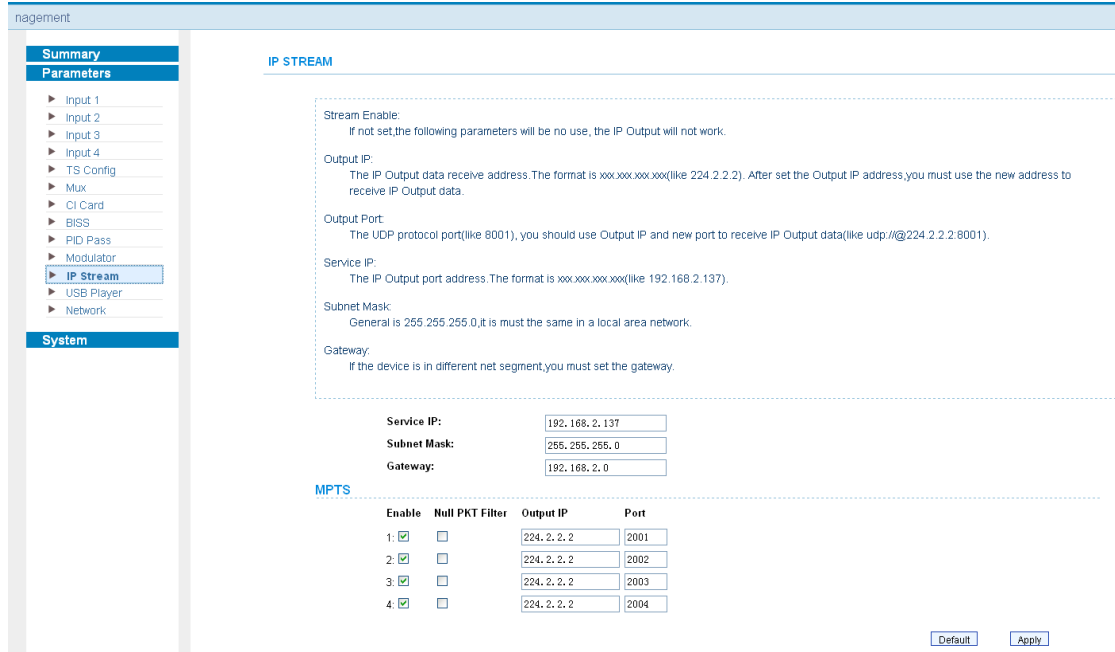 nagement
Summary
Parameters
Input 1
Input 2
Input 3
Input 4
TS Config
Mux
CI Card
BISS
PID Pass
Modulator
IP Stream
USB Player
Network
System
IP STREAM
Stream Enable:
If not set,the following parameters will be no use, the IP Output will not work.
Output IP:
The IP Output data receive address.The format is xxx.xxx.xxx.xxx(like 224.2.2.2). After set the Output IP address,you must use the new address to
receive IP Output data.
Output Port:
The UDP protocol port(like 8001), you should use Output IP and new port to receive IP Output data(like udp://@224.2.2.2:8001).
Service IP:
The IP Output port address.The format is xxx.xxx.xxx.xxx(like 192.168.2.137).
Subnet Mask:
General is 255.255.255.0,it is must the same in a local area network.
Gateway:
If the device is in different net segment,you must set the gateway.
Service IP: 192.168.2.137
Subnet Mask: 255.255.255.0
Gateway: 192.168.2.0
MPTS
Enable Null PKT Filter Output IP Port
1: 224.2.2.2 2001
2: 224.2.2.2 2002
3: 224.2.2.2 2003
4: 224.2.2.2 2004
Default Apply